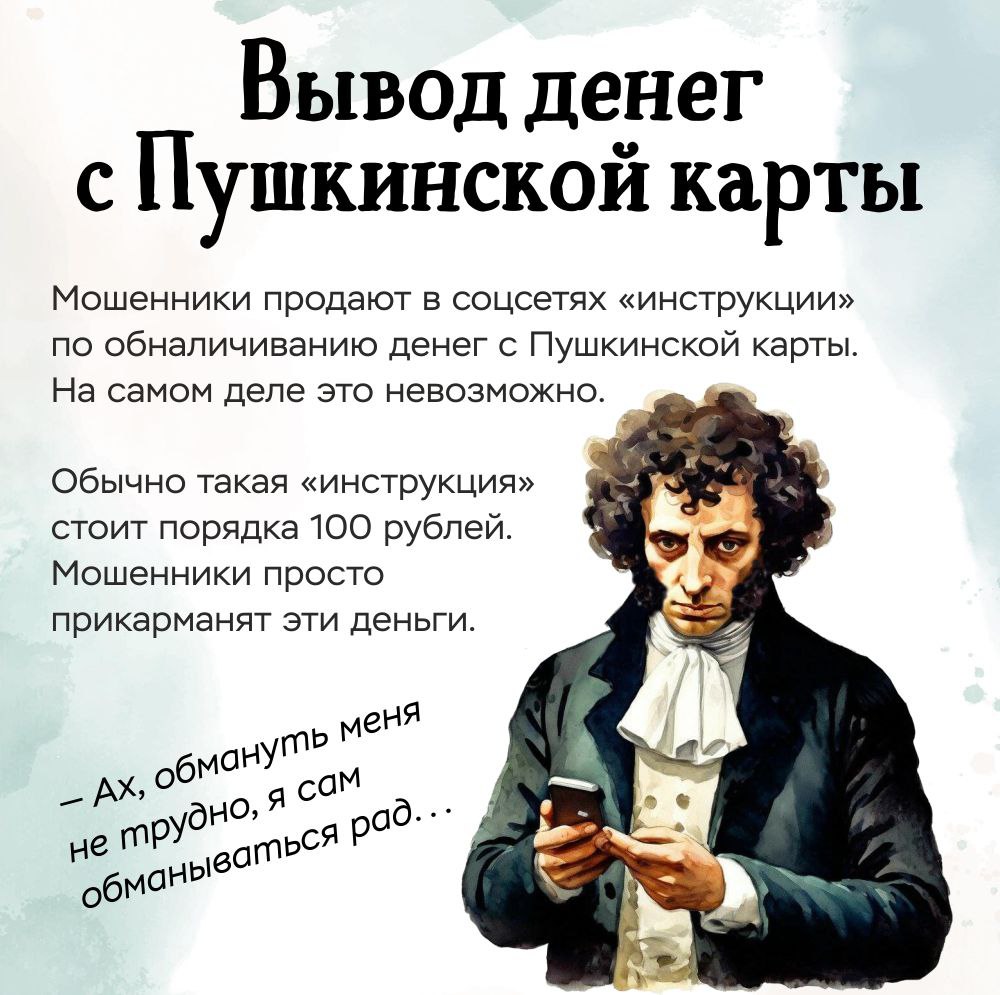 Вывод денег
с Пушкинской карты
Мошенники продают в соцсетях «инструкции»
по обналичиванию денег с Пушкинской карты.
На самом деле это невозможно.
Обычно такая «инструкция»
стоит порядка 100 рублей.
Мошенники просто
прикарманят эти деньги.
– Ах, обмануть меня
не трудно, я сам
обманываться рад...